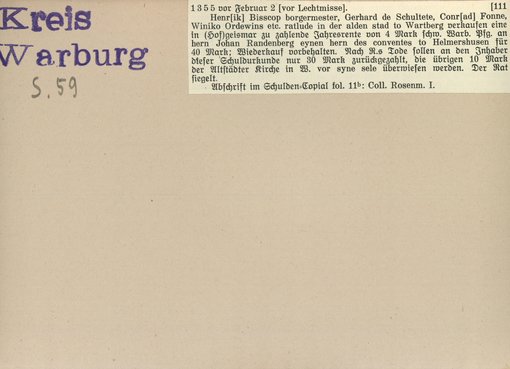 Kreis
Warburg
S. 59
1355 vor Februar 2 [vor Lechtmisse]. [111
Henr[ik] Bisscop borgermester, Gerhard de Schultete, Conr[ad] Fonne,
Winiko Ordewins etc. ratlude in der alden stad to Wartberg verkaufen eine
in (Hof)geismar zu zahlende Jahresrente von 4 Mark schw. Warb. Pfg. an
hern Johan Randenberg eynen hern des conventes to Helmershusen für
40 Mark; Wiederkauf vorbehalten. Nach R.s Tode sollen an den Inhaber
dieser Schuldurkunde nur 30 Mark zurückgezahlt, die übrigen 10 Mark
der Altstädter Kirche in W. vor syne sele überwiesen werden. Der Rat
siegelt.
Abschrift im Schulden-Copial fol. 11ᵇ: Coll. Rosenm. I.